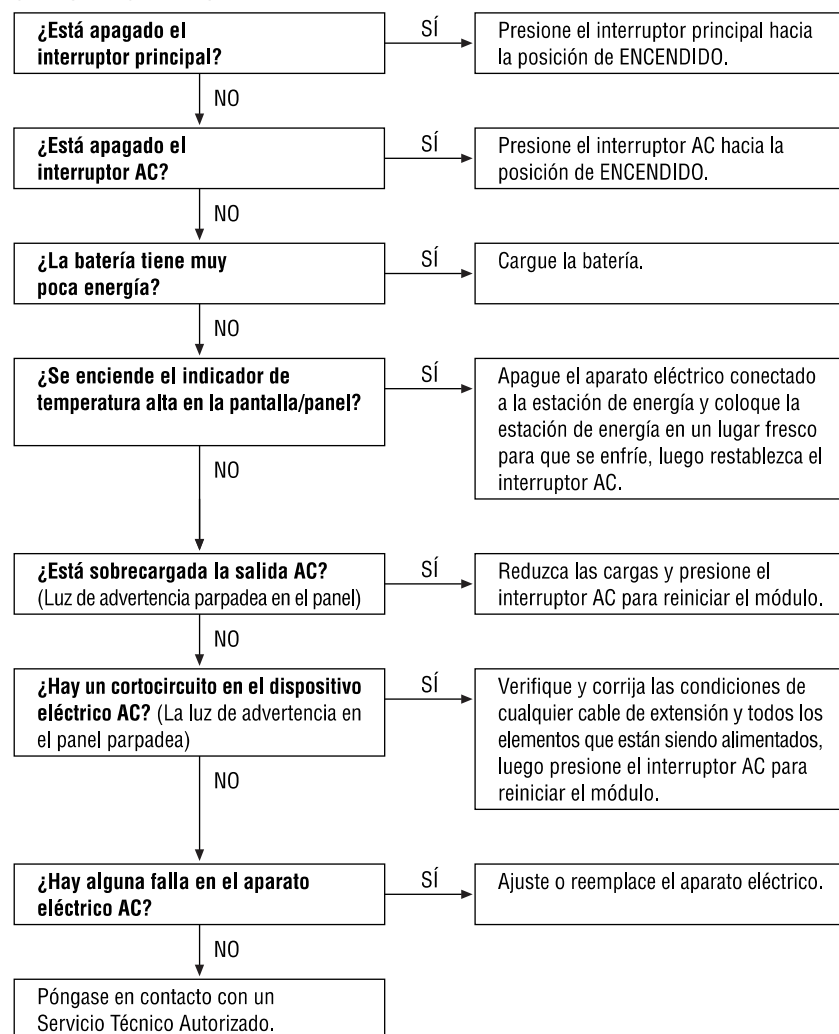 ¿Está apagado el
interruptor principal?
SÍ
Presione el interruptor principal hacia
la posición de ENCENDIDO.
NO
¿Está apagado el
interruptor AC?
SÍ
Presione el interruptor AC hacia la
posición de ENCENDIDO.
NO
¿La batería tiene muy
poca energía?
SÍ
Cargue la batería.
NO
¿Se enciende el indicador de
temperatura alta en la pantalla/panel?
SÍ
Apague el aparato eléctrico conectado
a la estación de energía y coloque la
estación de energía en un lugar fresco
para que se enfríe, luego restablezca el
interruptor AC.
NO
¿Está sobrecargada la salida AC?
(Luz de advertencia parpadea en el panel)
SÍ
Reduzca las cargas y presione el
interruptor AC para reiniciar el módulo.
NO
¿Hay un cortocircuito en el dispositivo
eléctrico AC? (La luz de advertencia en
el panel parpadea)
SÍ
Verifique y corrija las condiciones de
cualquier cable de extensión y todos los
elementos que están siendo alimentados,
luego presione el interruptor AC para
reiniciar el módulo.
NO
¿Hay alguna falla en el aparato
eléctrico AC?
SÍ
Ajuste o reemplace el aparato eléctrico.
NO
Póngase en contacto con un
Servicio Técnico Autorizado.